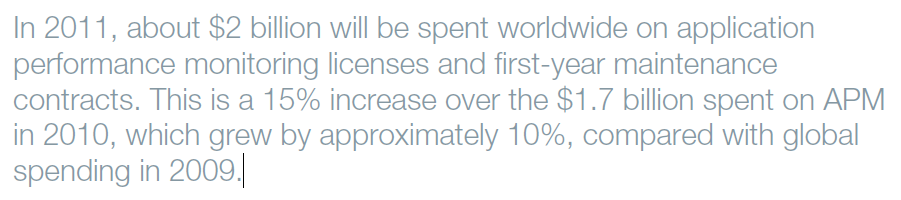 In 2011, about $2 billion will be spent worldwide on application
performance monitoring licenses and first-year maintenance
contracts. This is a 15% increase over the $1.7 billion spent on APM
in 2010, which grew by approximately 10%, compared with global
spending in 2009.